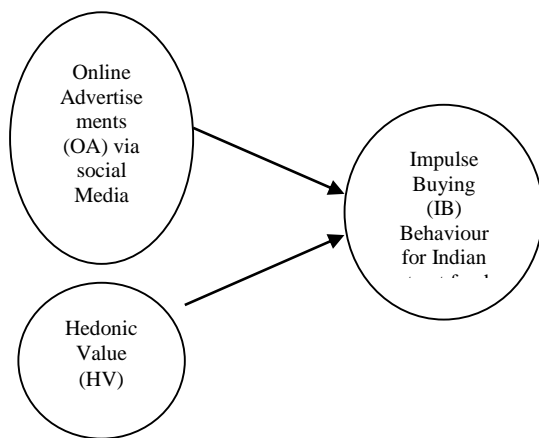 Online
Advertise
ments
(OA) via
social
Media
Impulse
Buying
(IB)
Behaviour
for Indian
Hedonic
Value
(HV)